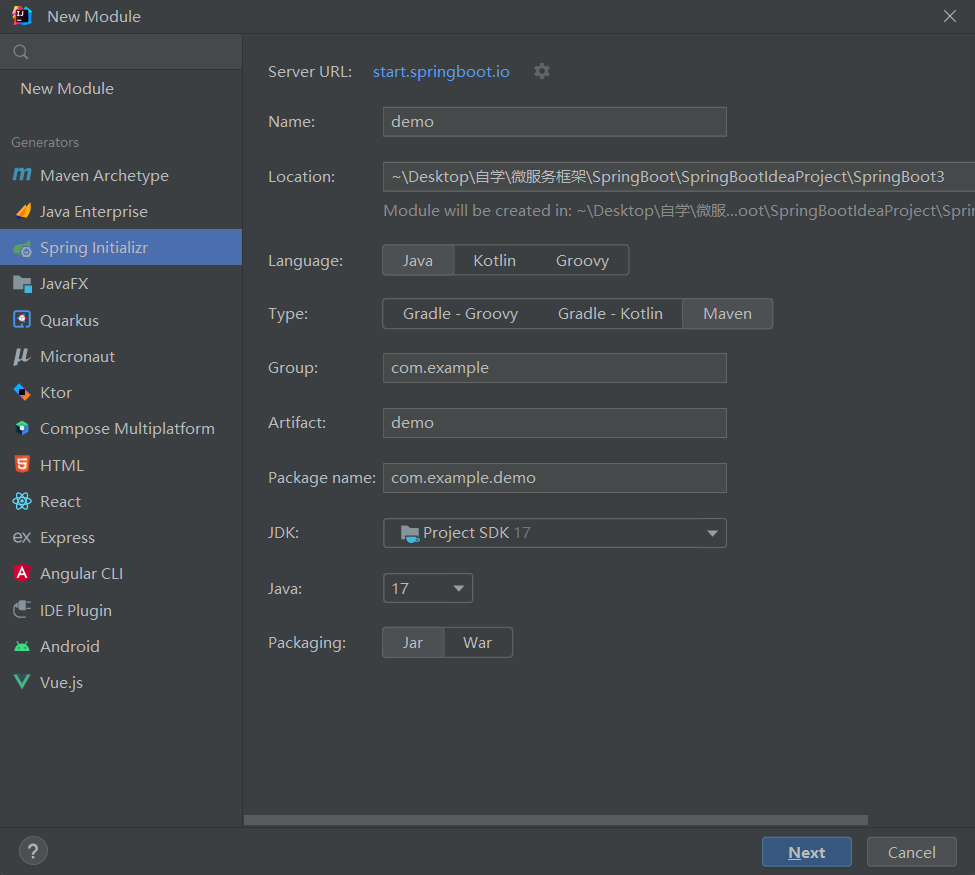 New Module
New Module
Generators
Maven Archetype
Java Enterprise
Spring Initializr
JavaFX
Quarkus
Micronaut
Ktor
Compose Multiplatform
HTML
React
Express
Angular CLI
IDE Plugin
Android
Vue.js
Server URL: start.springboot.io
Name: demo
Location: ~\Desktop\自学\微服务框架\SpringBoot\SpringBootIdeaProject\SpringBoot3
Module will be created in: ~\Desktop\自学\微服...oot\SpringBootIdeaProject\Sprin
Language: Java Kotlin Groovy
Type: Gradle - Groovy Gradle - Kotlin Maven
Group: com.example
Artifact: demo
Package name: com.example.demo
JDK: Project SDK 17
Java: 17
Packaging: Jar War
? Next Cancel